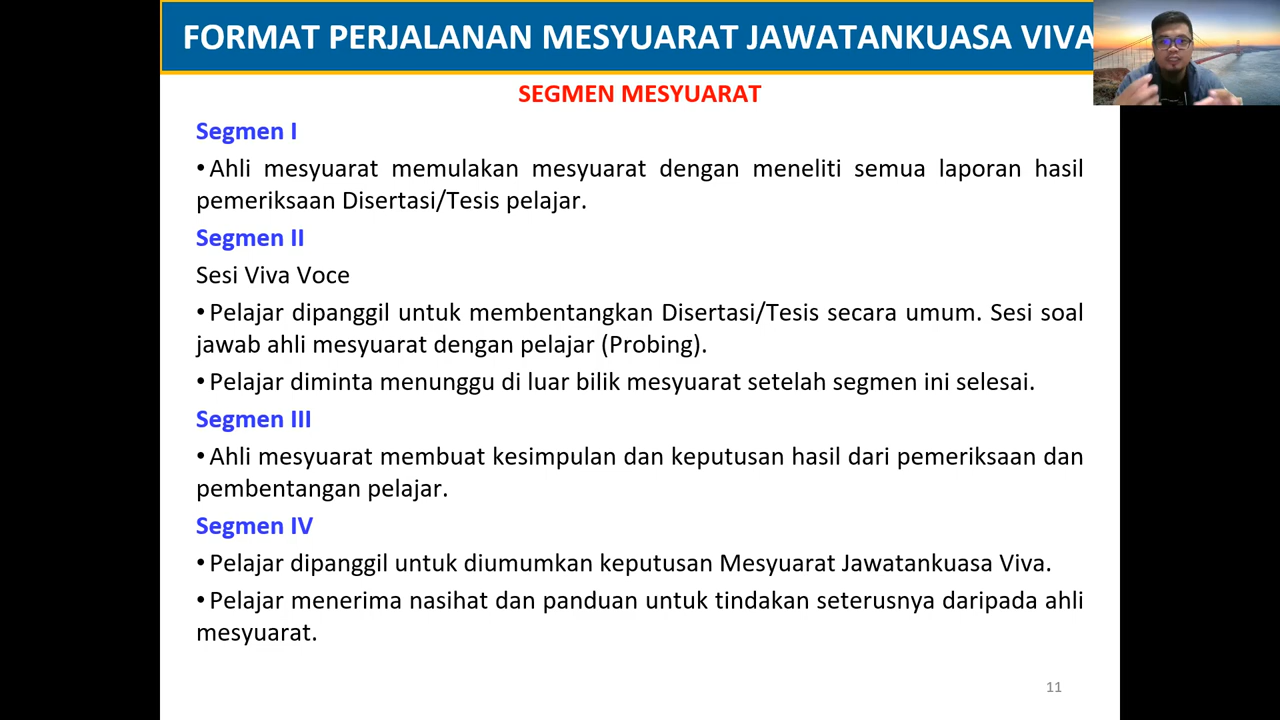 FORMAT PERJALANAN MESYUARAT JAWATANKUASA VIVA
SEGMEN MESYUARAT
Segmen I
•Ahli mesyuarat memulakan mesyuarat dengan meneliti semua laporan hasil
pemeriksaan Disertasi/Tesis pelajar.
Segmen II
Sesi Viva Voce
•Pelajar dipanggil untuk membentangkan Disertasi/Tesis secara umum. Sesi soal
jawab ahli mesyuarat dengan pelajar (Probing).
•Pelajar diminta menunggu di luar bilik mesyuarat setelah segmen ini selesai.
Segmen III
•Ahli mesyuarat membuat kesimpulan dan keputusan hasil dari pemeriksaan dan
pembentangan pelajar.
Segmen IV
•Pelajar dipanggil untuk diumumkan keputusan Mesyuarat Jawatankuasa Viva.
•Pelajar menerima nasihat dan panduan untuk tindakan seterusnya daripada ahli
mesyuarat.
11